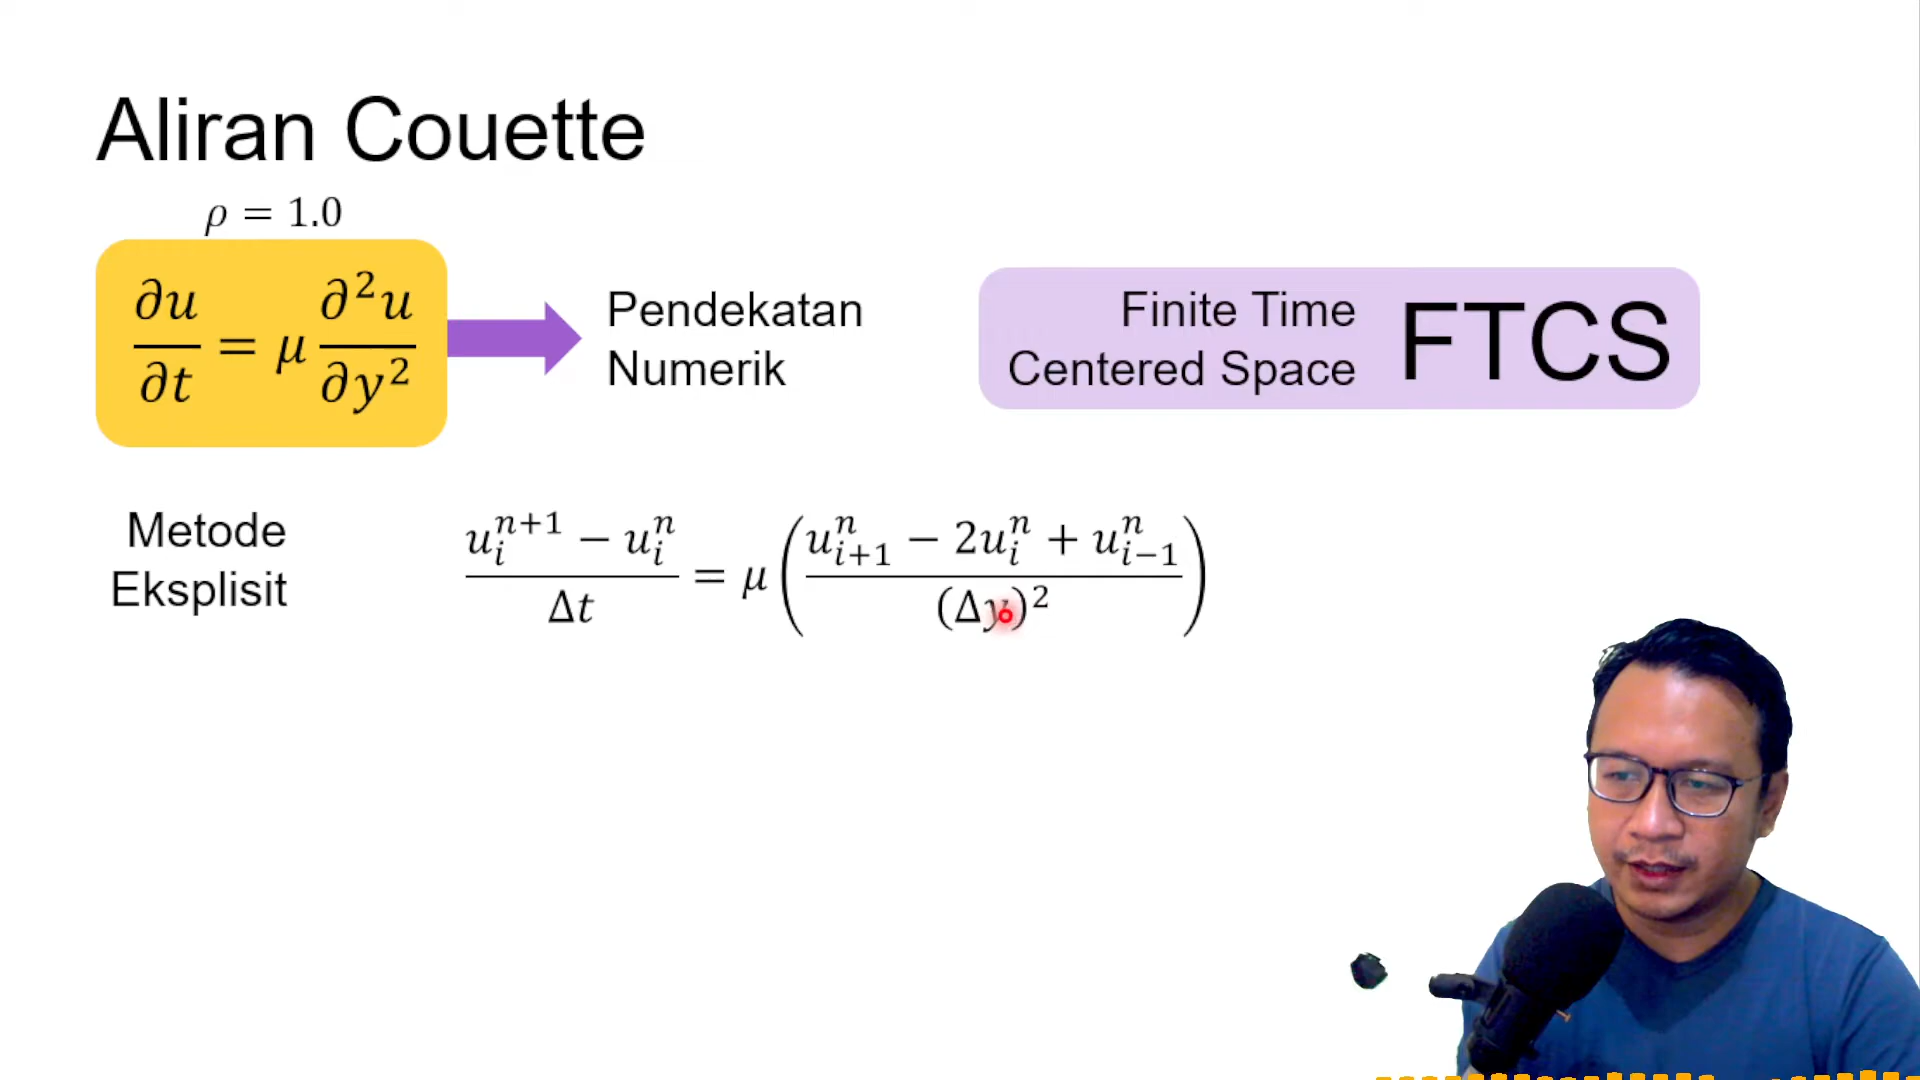 Aliran Couette
ρ = 1.0
∂u/∂t = μ ∂²u/∂y²
Pendekatan
Numerik
Finite Time
Centered Space
FTCS
Metode
Eksplisit
(u_i^{n+1} − u_i^n)/Δt = μ((u_{i+1}^n − 2u_i^n + u_{i−1}^n)/(Δy)²)